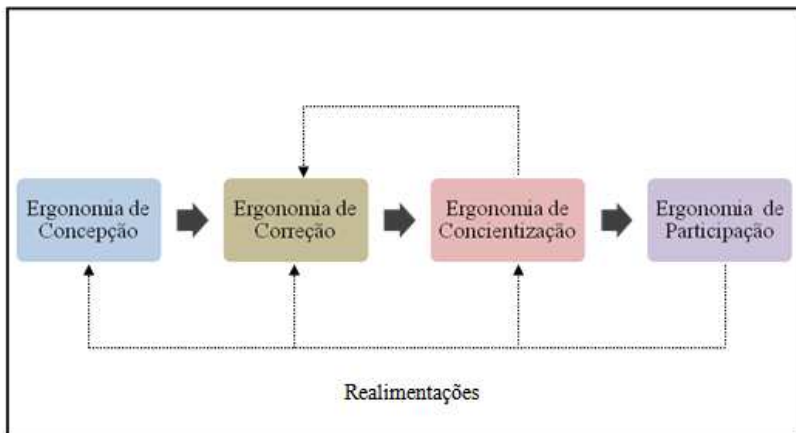 Ergonomia de
Concepção
Ergonomia de
Correção
Ergonomia de
Concientização
Ergonomia de
Participação
Realimentações